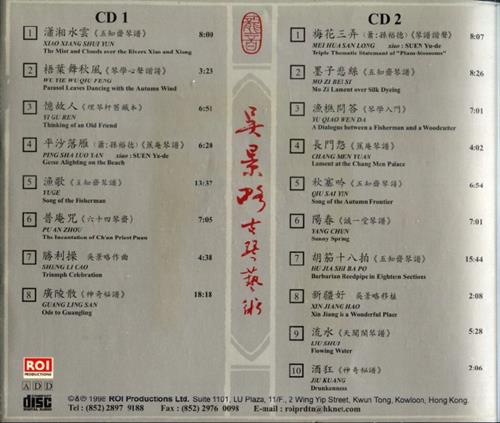 CD 1
1 瀟湘水雲《五知齋琴譜》 8:09
XIAO XIANG SHUI YUN
The Mist and Clouds over the Rivers Xiao and Xiang
2 梧葉舞秋風《琴學心聲諧譜》 3:23
WU YE WU QIU FENG
Parasol Leaves Dancing with the Autumn Wind
3 憶故人 6:51
YI GU REN
Thinking of an Old Friend
4 平沙落雁（蕭：孫裕德）《蕉庵琴譜》 6:28
PING SHA LUO YAN xiao : SUEN Yu-de
Geese Alighting on the Beach
5 漁歌《五知齋琴譜》 13:37
YUGE
Song of the Fisherman
6 普庵咒《六十四琴齋》 7:05
PU AN ZHOU
The Incantation of Ch'an Priest Puan
7 勝利操 吳景略作曲 4:38
SHENG LI CAO
Triumph Celebration
8 廣陵散《神奇秘譜》 18:18
GUANG LING SAN
Ode to Guangling
吳景略古琴藝術
CD 2
1 梅花三弄（蕭：孫裕德）《琴譜諧聲》 8:07
MEI HUA SAN LONG xiao : SUEN Yu-de
Triple Thematic Statement of "Plum-blossoms"
2 墨子悲絲《五知齋琴譜》 8:26
MO ZI BEI SI
Mo Zi Lament over Silk Dyeing
3 漁樵問答《琴學入門》 7:01
YU QIAO WEN DA
A Dialogue between a Fisherman and a Woodcutter
4 長門怨《蕉庵琴譜》 4:02
CHANG MEN YUAN
Lament at the Chang Men Palace
5 秋塞吟《五知齋琴譜》 6:54
QIU SAI YIN
Song of the Autumn Frontier
6 陽春《誠一堂琴譜》 7:01
YANG CHUN
Sunny Spring
7 胡笳十八拍《五知齋琴譜》 17:38
HU JIA SHI BA PO
Barbarian Reedpipe in Eighteen Sections
8 新疆好 吳景略移植 2:08
XIN JIANG HAO
Xin Jiang is a Wonderful Place
9 流水《天聞閣琴譜》 5:28
LIU SHUI
Flowing Water
10 酒狂《神奇秘譜》 2:06
JIU KUANG
Drunkenness
ROI
PRODUCTIONS
ADD
COMPACT
disc
DIGITAL AUDIO
©&℗ 1998 ROI Productions Ltd. Suite 1101, LU Plaza, 11/F., 2 Wing Yip Street, Kwun Tong, Kowloon, Hong Kong.
Tel : (852) 2897 9188 Fax : (852) 2976 0098 E-mail : roiprdtn@hknet.com